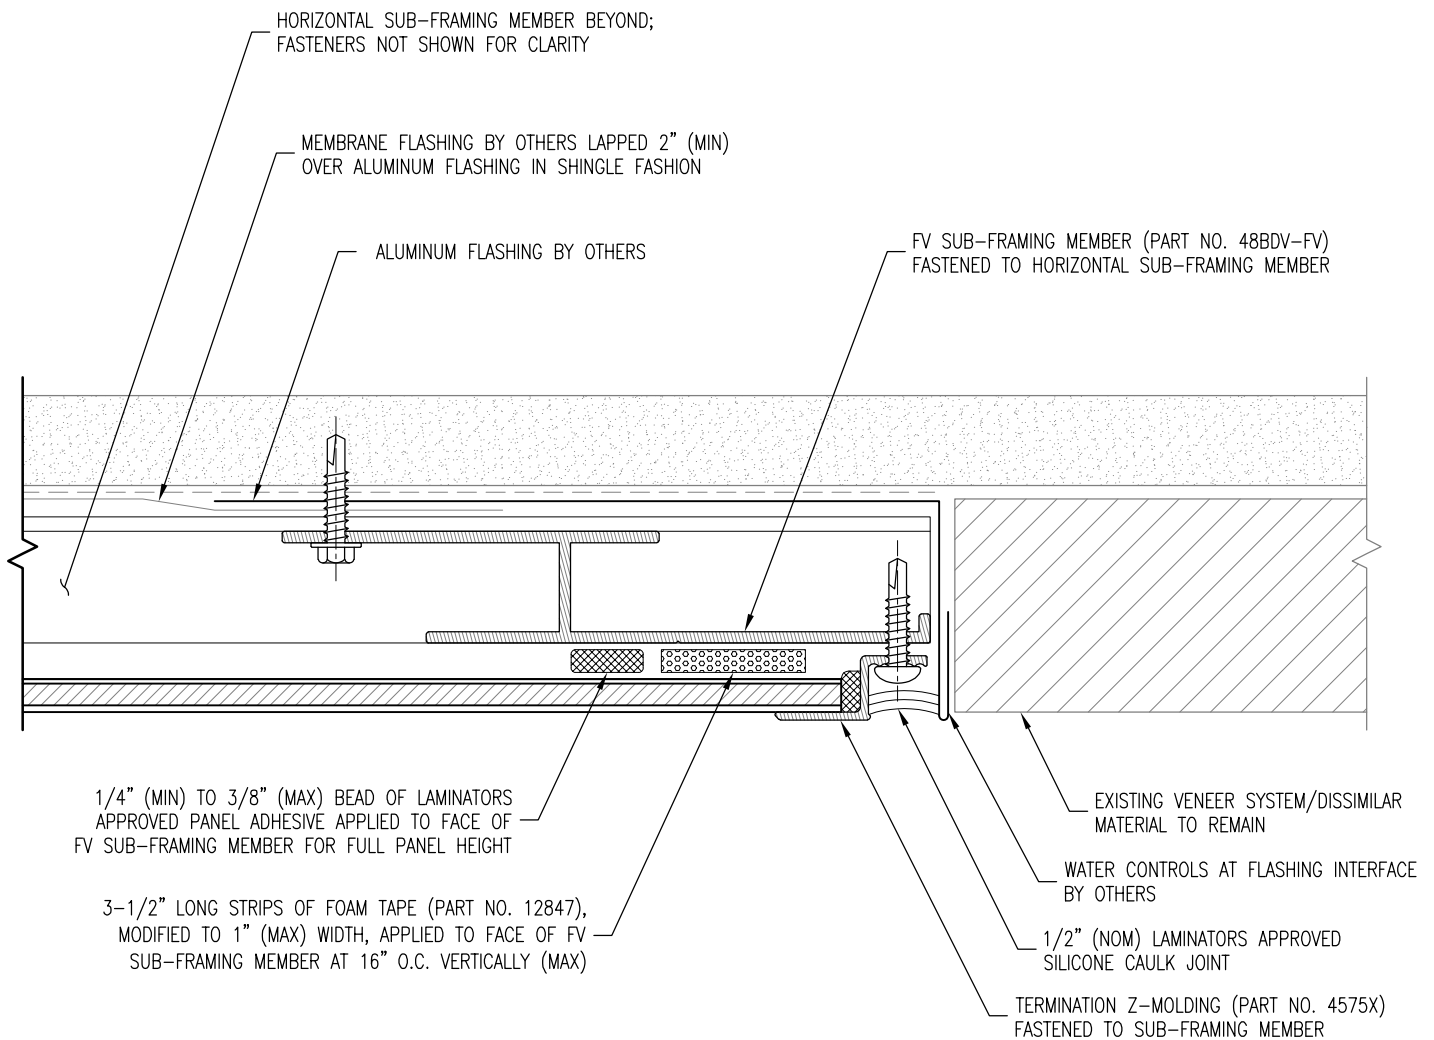 HORIZONTAL SUB-FRAMING MEMBER BEYOND;
FASTENERS NOT SHOWN FOR CLARITY
MEMBRANE FLASHING BY OTHERS LAPPED 2" (MIN)
OVER ALUMINUM FLASHING IN SHINGLE FASHION
ALUMINUM FLASHING BY OTHERS
FV SUB-FRAMING MEMBER (PART NO. 48BDV-FV)
FASTENED TO HORIZONTAL SUB-FRAMING MEMBER
1/4" (MIN) TO 3/8" (MAX) BEAD OF LAMINATORS
APPROVED PANEL ADHESIVE APPLIED TO FACE OF
FV SUB-FRAMING MEMBER FOR FULL PANEL HEIGHT
3-1/2" LONG STRIPS OF FOAM TAPE (PART NO. 12847),
MODIFIED TO 1" (MAX) WIDTH, APPLIED TO FACE OF FV
SUB-FRAMING MEMBER AT 16" O.C. VERTICALLY (MAX)
EXISTING VENEER SYSTEM/DISSIMILAR
MATERIAL TO REMAIN
WATER CONTROLS AT FLASHING INTERFACE
BY OTHERS
1/2" (NOM) LAMINATORS APPROVED
SILICONE CAULK JOINT
TERMINATION Z-MOLDING (PART NO. 4575X)
FASTENED TO SUB-FRAMING MEMBER